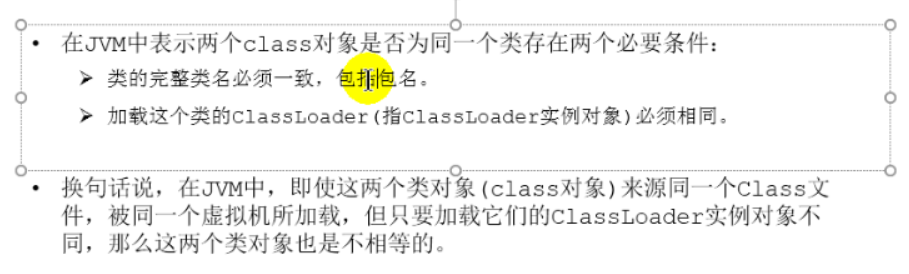 • 在JVM中表示两个class对象是否为同一个类存在两个必要条件：
➢ 类的完整类名必须一致，包括包名。
➢ 加载这个类的ClassLoader(指ClassLoader实例对象)必须相同。
• 换句话说，在JVM中，即使这两个类对象(class对象)来源同一个Class文
件，被同一个虚拟机所加载，但只要加载它们的ClassLoader实例对象不
同，那么这两个类对象也是不相等的。